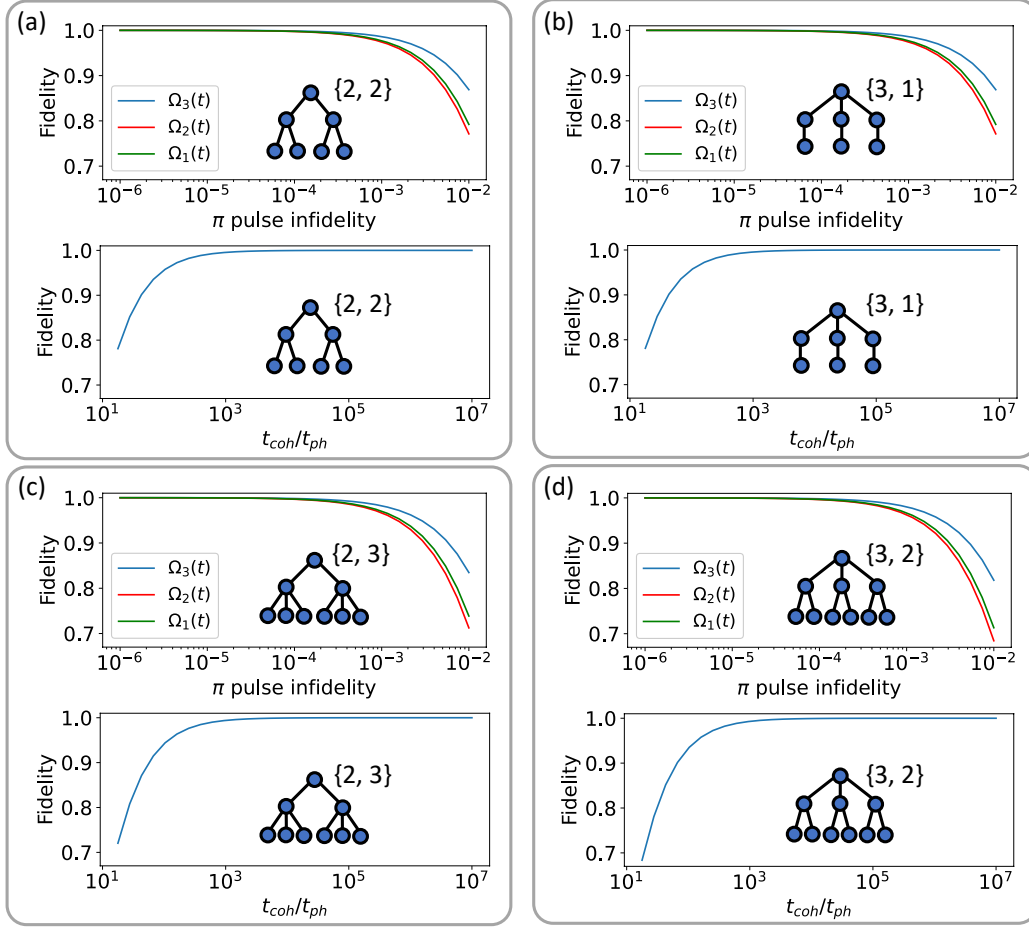 (a)
1.0
0.9
0.8
0.7
Fidelity
Ω₃(t)
Ω₂(t)
Ω₁(t)
{2, 2}
10⁻⁶ 10⁻⁵ 10⁻⁴ 10⁻³ 10⁻²
π pulse infidelity
1.0
0.9
0.8
0.7
Fidelity
{2, 2}
10¹ 10³ 10⁵ 10⁷
t_coh/t_ph
(b)
1.0
0.9
0.8
0.7
Fidelity
Ω₃(t)
Ω₂(t)
Ω₁(t)
{3, 1}
10⁻⁶ 10⁻⁵ 10⁻⁴ 10⁻³ 10⁻²
π pulse infidelity
1.0
0.9
0.8
0.7
Fidelity
{3, 1}
10¹ 10³ 10⁵ 10⁷
t_coh/t_ph
(c)
1.0
0.9
0.8
0.7
Fidelity
Ω₃(t)
Ω₂(t)
Ω₁(t)
{2, 3}
10⁻⁶ 10⁻⁵ 10⁻⁴ 10⁻³ 10⁻²
π pulse infidelity
1.0
0.9
0.8
0.7
Fidelity
{2, 3}
10¹ 10³ 10⁵ 10⁷
t_coh/t_ph
(d)
1.0
0.9
0.8
0.7
Fidelity
Ω₃(t)
Ω₂(t)
Ω₁(t)
{3, 2}
10⁻⁶ 10⁻⁵ 10⁻⁴ 10⁻³ 10⁻²
π pulse infidelity
1.0
0.9
0.8
0.7
Fidelity
{3, 2}
10¹ 10³ 10⁵ 10⁷
t_coh/t_ph